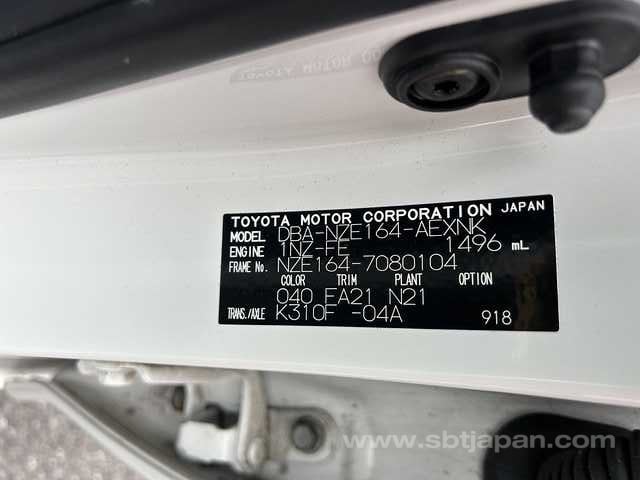 TOYOTA MOTOR CORPORATION JAPAN
MODEL DBA-NZE164-AEXNK
ENGINE 1NZ-FE 1496 mL
FRAME No. NZE164-7080104
COLOR TRIM PLANT OPTION
040 FA21 N21
TRANS./AXLE K310F -04A 918
www.sbtjapan.com